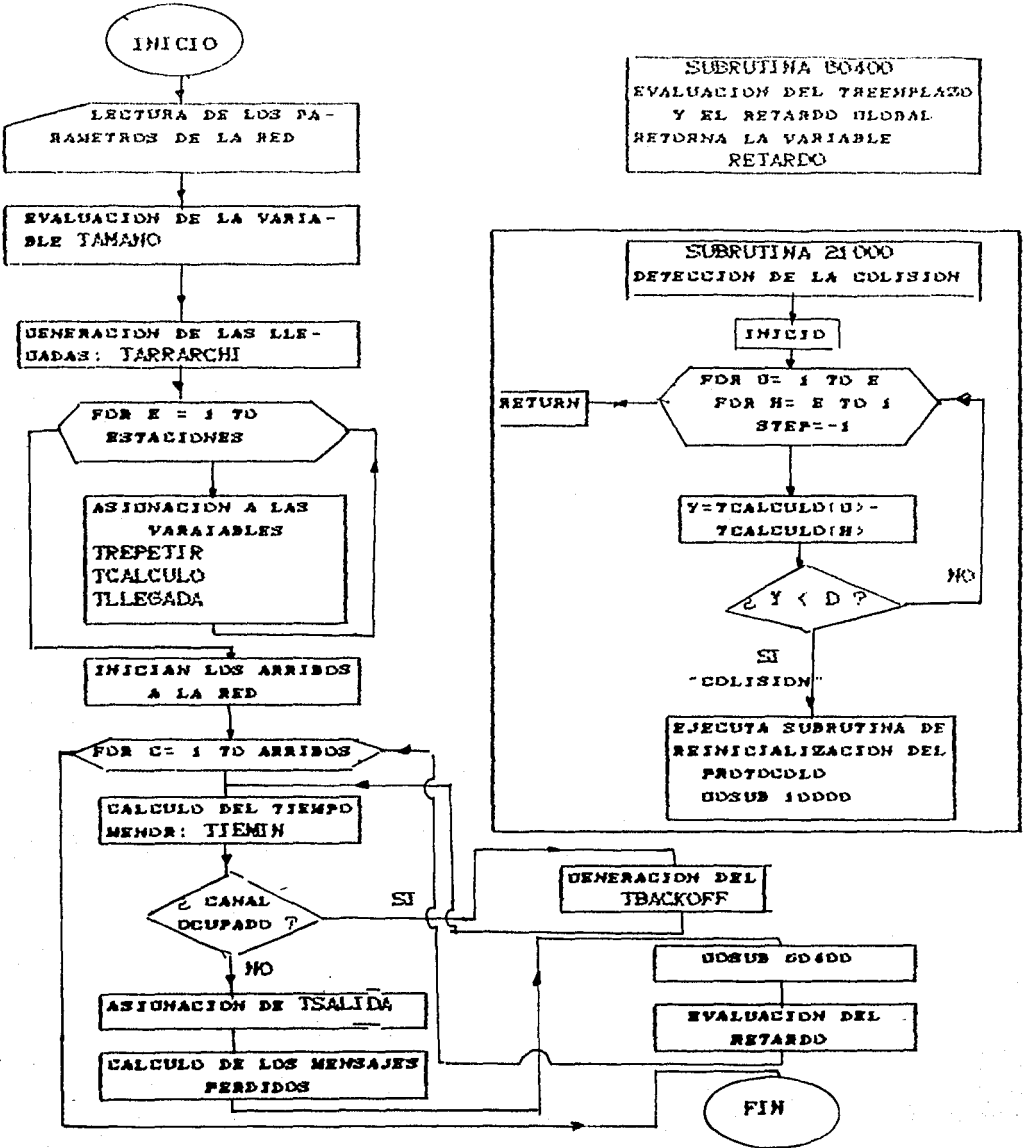 INICIO
LECTURA DE LOS PA-
RAMETROS DE LA RED
EVALUACION DE LA VARIA-
BLE TAMANO
GENERACION DE LAS LLE-
GADAS: TARRARCHI
FOR K = 1 TO
ESTACIONES
ASIGNACION A LAS
VARAIABLES
TREPETIR
TCALCULO
TLLEGADA
INICIAN LOS ARRIBOS
A LA RED
FOR C= 1 TO ARRIBOS
CALCULO DEL TIEMPO
MENOR: TIEMIN
¿ CANAL
OCUPADO ?
SI
NO
GENERACION DEL
TBACKOFF
ASIGNACION DE TSALIDA
CALCULO DE LOS MENSAJES
PERDIDOS
GOSUB 60400
EVALUACION DEL
RETARDO
FIN
SUBRUTINA 60400
EVALUACION DEL TREEMPLAZO
Y EL RETARDO GLOBAL
RETORNA LA VARIABLE
RETARDO
SUBRUTINA 21000
DETECCION DE LA COLISION
INICIO
FOR G= 1 TO E
FOR H= E TO 1
STEP=-1
RETURN
Y=TCALCULO(G)-
TCALCULO(H)
¿ Y < D ?
NO
SI
"COLISION"
EJECUTA SUBRUTINA DE
REINICIALIZACION DEL
PROTOCOLO
GOSUB 10000